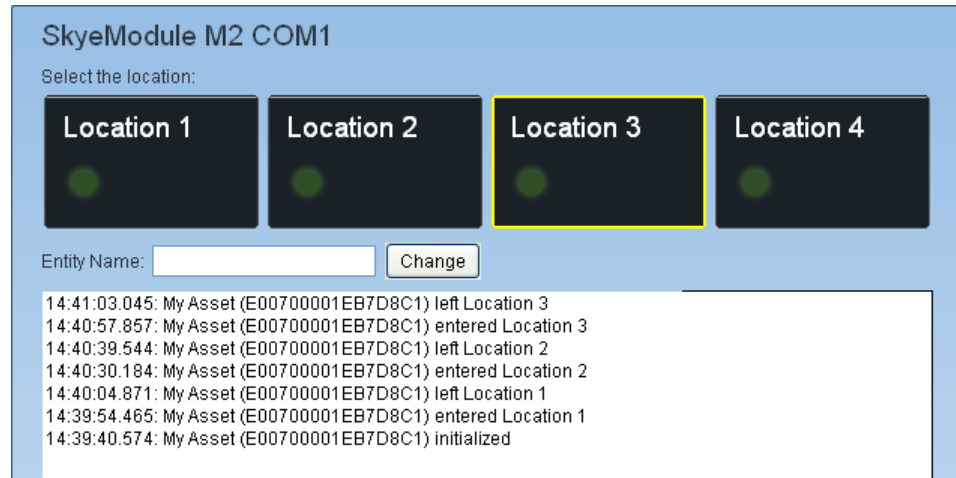 SkyeModule M2 COM1
Select the location:
Location 1 Location 2 Location 3 Location 4
Entity Name: Change
14:41:03.045: My Asset (E00700001EB7D8C1) left Location 3
14:40:57.857: My Asset (E00700001EB7D8C1) entered Location 3
14:40:39.544: My Asset (E00700001EB7D8C1) left Location 2
14:40:30.184: My Asset (E00700001EB7D8C1) entered Location 2
14:40:04.871: My Asset (E00700001EB7D8C1) left Location 1
14:39:54.465: My Asset (E00700001EB7D8C1) entered Location 1
14:39:40.574: My Asset (E00700001EB7D8C1) initialized